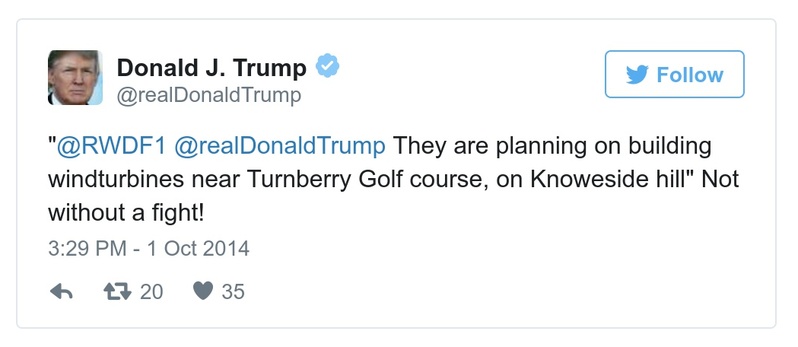 Donald J. Trump
@realDonaldTrump
Follow
"@RWDF1 @realDonaldTrump They are planning on building
windturbines near Turnberry Golf course, on Knoweside hill" Not
without a fight!
3:29 PM - 1 Oct 2014
20 35